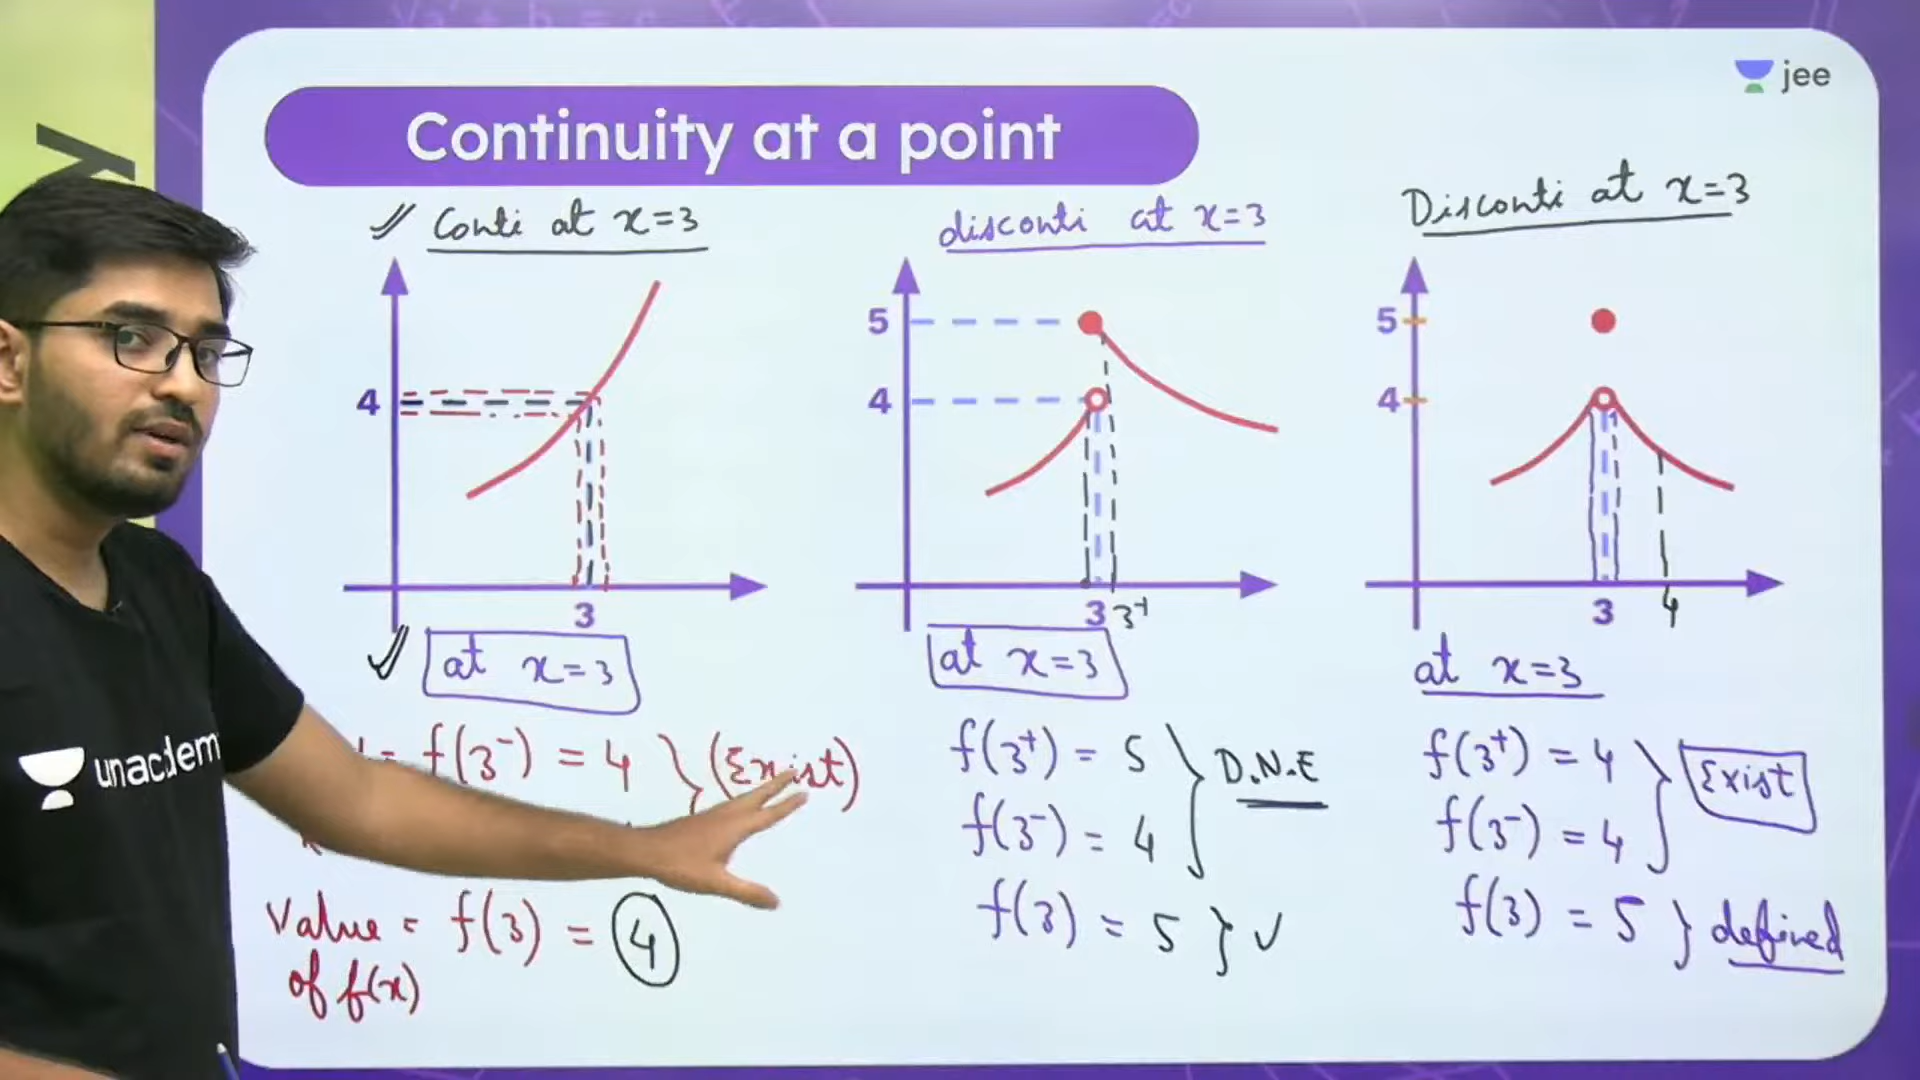 jee
Continuity at a point
Conti at x=3
disconti at x=3
Disconti at x=3
4
3
5
4
3 3+
5
4
3 4
at x=3
at x=3
at x=3
f(3⁻) = 4 } (Exist)
f(3⁺) = 5 } D.N.E
f(3⁻) = 4
f(3⁺) = 4 } Exist
f(3⁻) = 4
Value = f(3) = 4
of f(x)
f(3) = 5 } ✓
f(3) = 5 } defined
unacdem
y